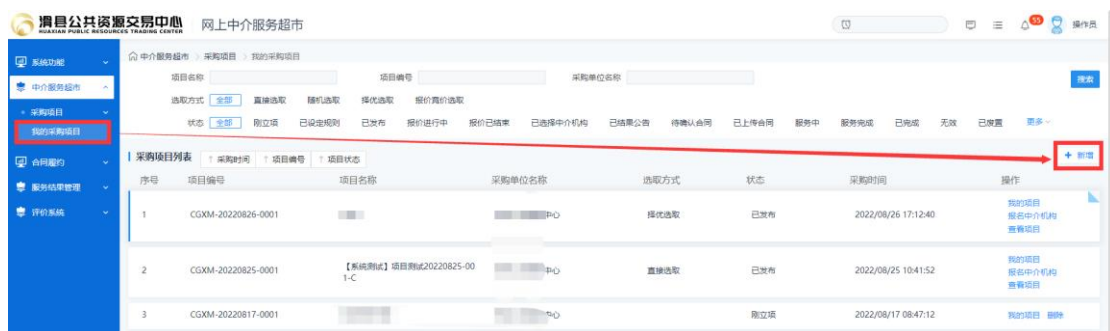 滑县公共资源交易中心 网上中介服务超市
HUAXIAN PUBLIC RESOURCES TRADING CENTER
55 操作员
系统功能
中介服务超市
采购项目
我的采购项目
合同履约
服务结果管理
评价系统
中介服务超市 > 采购项目 > 我的采购项目
项目名称 项目编号 采购单位名称 搜索
选取方式 全部 直接选取 随机选取 择优选取 报价竞价选取
状态 全部 刚立项 已设定规则 已发布 报价进行中 报价已结束 已选择中介机构 已结果公告 待确认合同 已上传合同 服务中 服务完成 已完成 无效 已废置 更多
采购项目列表 ↑ 采购时间 ↑ 项目编号 ↑ 项目状态 + 新增
序号 项目编号 项目名称 采购单位名称 选取方式 状态 采购时间 操作
1 CGXM-20220826-0001 中心 择优选取 已发布 2022/08/26 17:12:40
我的项目
报名中介机构
查看项目
2 CGXM-20220825-0001 【系统测试】项目测试20220825-00
1-C
中心 直接选取 已发布 2022/08/25 10:41:52
我的项目
报名中介机构
查看项目
3 CGXM-20220817-0001 中心 刚立项 2022/08/17 08:47:12 我的项目 删除